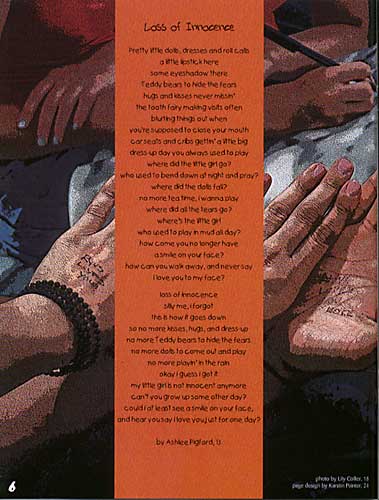 Loss of Innocence
Pretty little dolls, dresses and roll calls
a little lipstick here
some eyeshadow there
Teddy bears to hide the fears
hugs and kisses never missin'
the tooth fairy making visits often
blurting things out when
you're supposed to close your mouth
car seats and cribs gettin' a little big
dress-up day you always used to play
where did the little girl go?
who used to bend down at night and pray?
where did the dolls fall?
no more tea time, i wanna play
where did all the tears go?
where's the little girl
who used to play in mud all day?
how come you no longer have
a smile on your face?
how can you walk away, and never say
i love you to my face?
loss of innocence
silly me, i forgot
this is how it goes down
so no more kisses, hugs, and dress-up
no more Teddy bears to hide the fears
no more dolls to come out and play
no more playin' in the rain
okay i guess i get it
my little girl is not innocent anymore
can't you grow up some other day?
could i at least see a smile on your face,
and hear you say i love you, just for one day?
by Ashlee Pigford, 13
photo by Lily Colter, 15
page design by Karstin Painter, 21
6